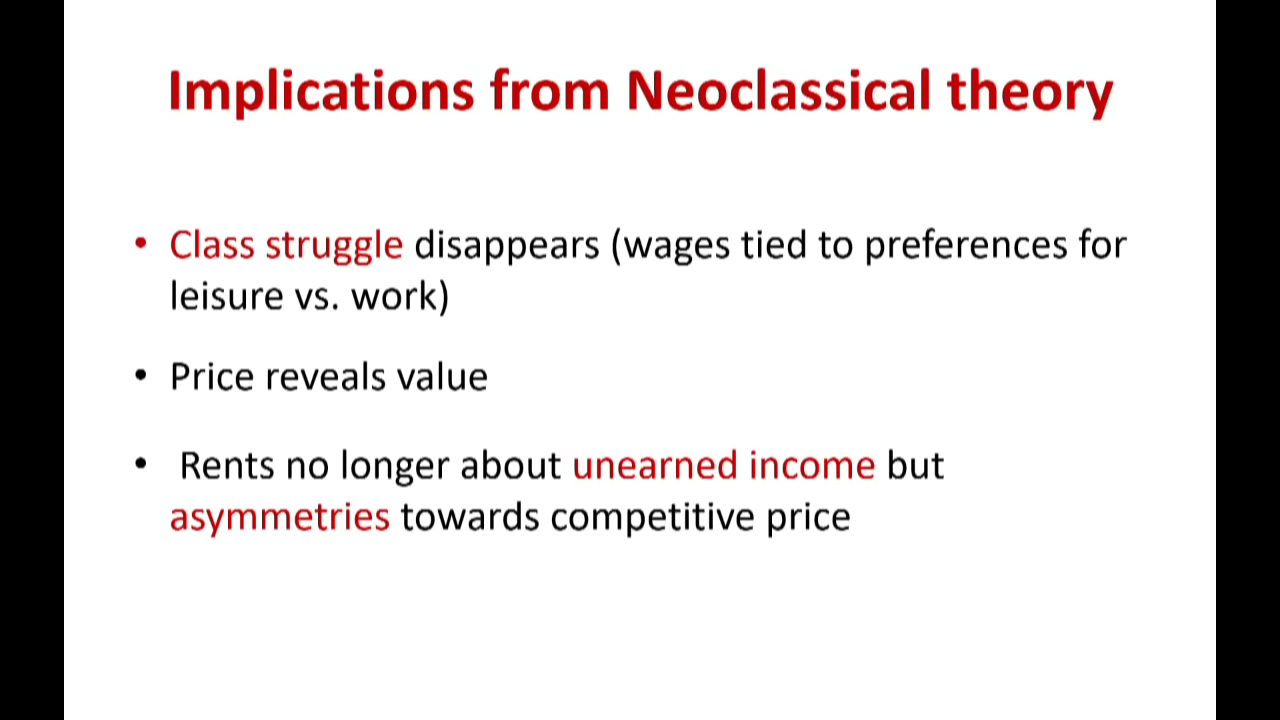 Implications from Neoclassical theory
• Class struggle disappears (wages tied to preferences for
leisure vs. work)
• Price reveals value
• Rents no longer about unearned income but
asymmetries towards competitive price